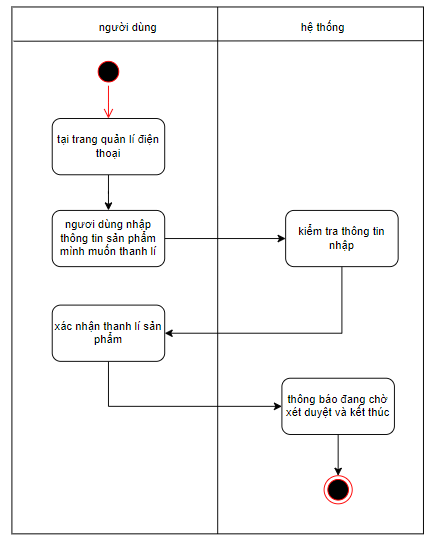 người dùng
hệ thống
tại trang quản lí điện
thoại
ngươi dùng nhập
thông tin sản phẩm
mình muốn thanh lí
kiểm tra thông tin
nhập
xác nhận thanh lí sản
phẩm
thông báo đang chờ
xét duyệt và kết thúc